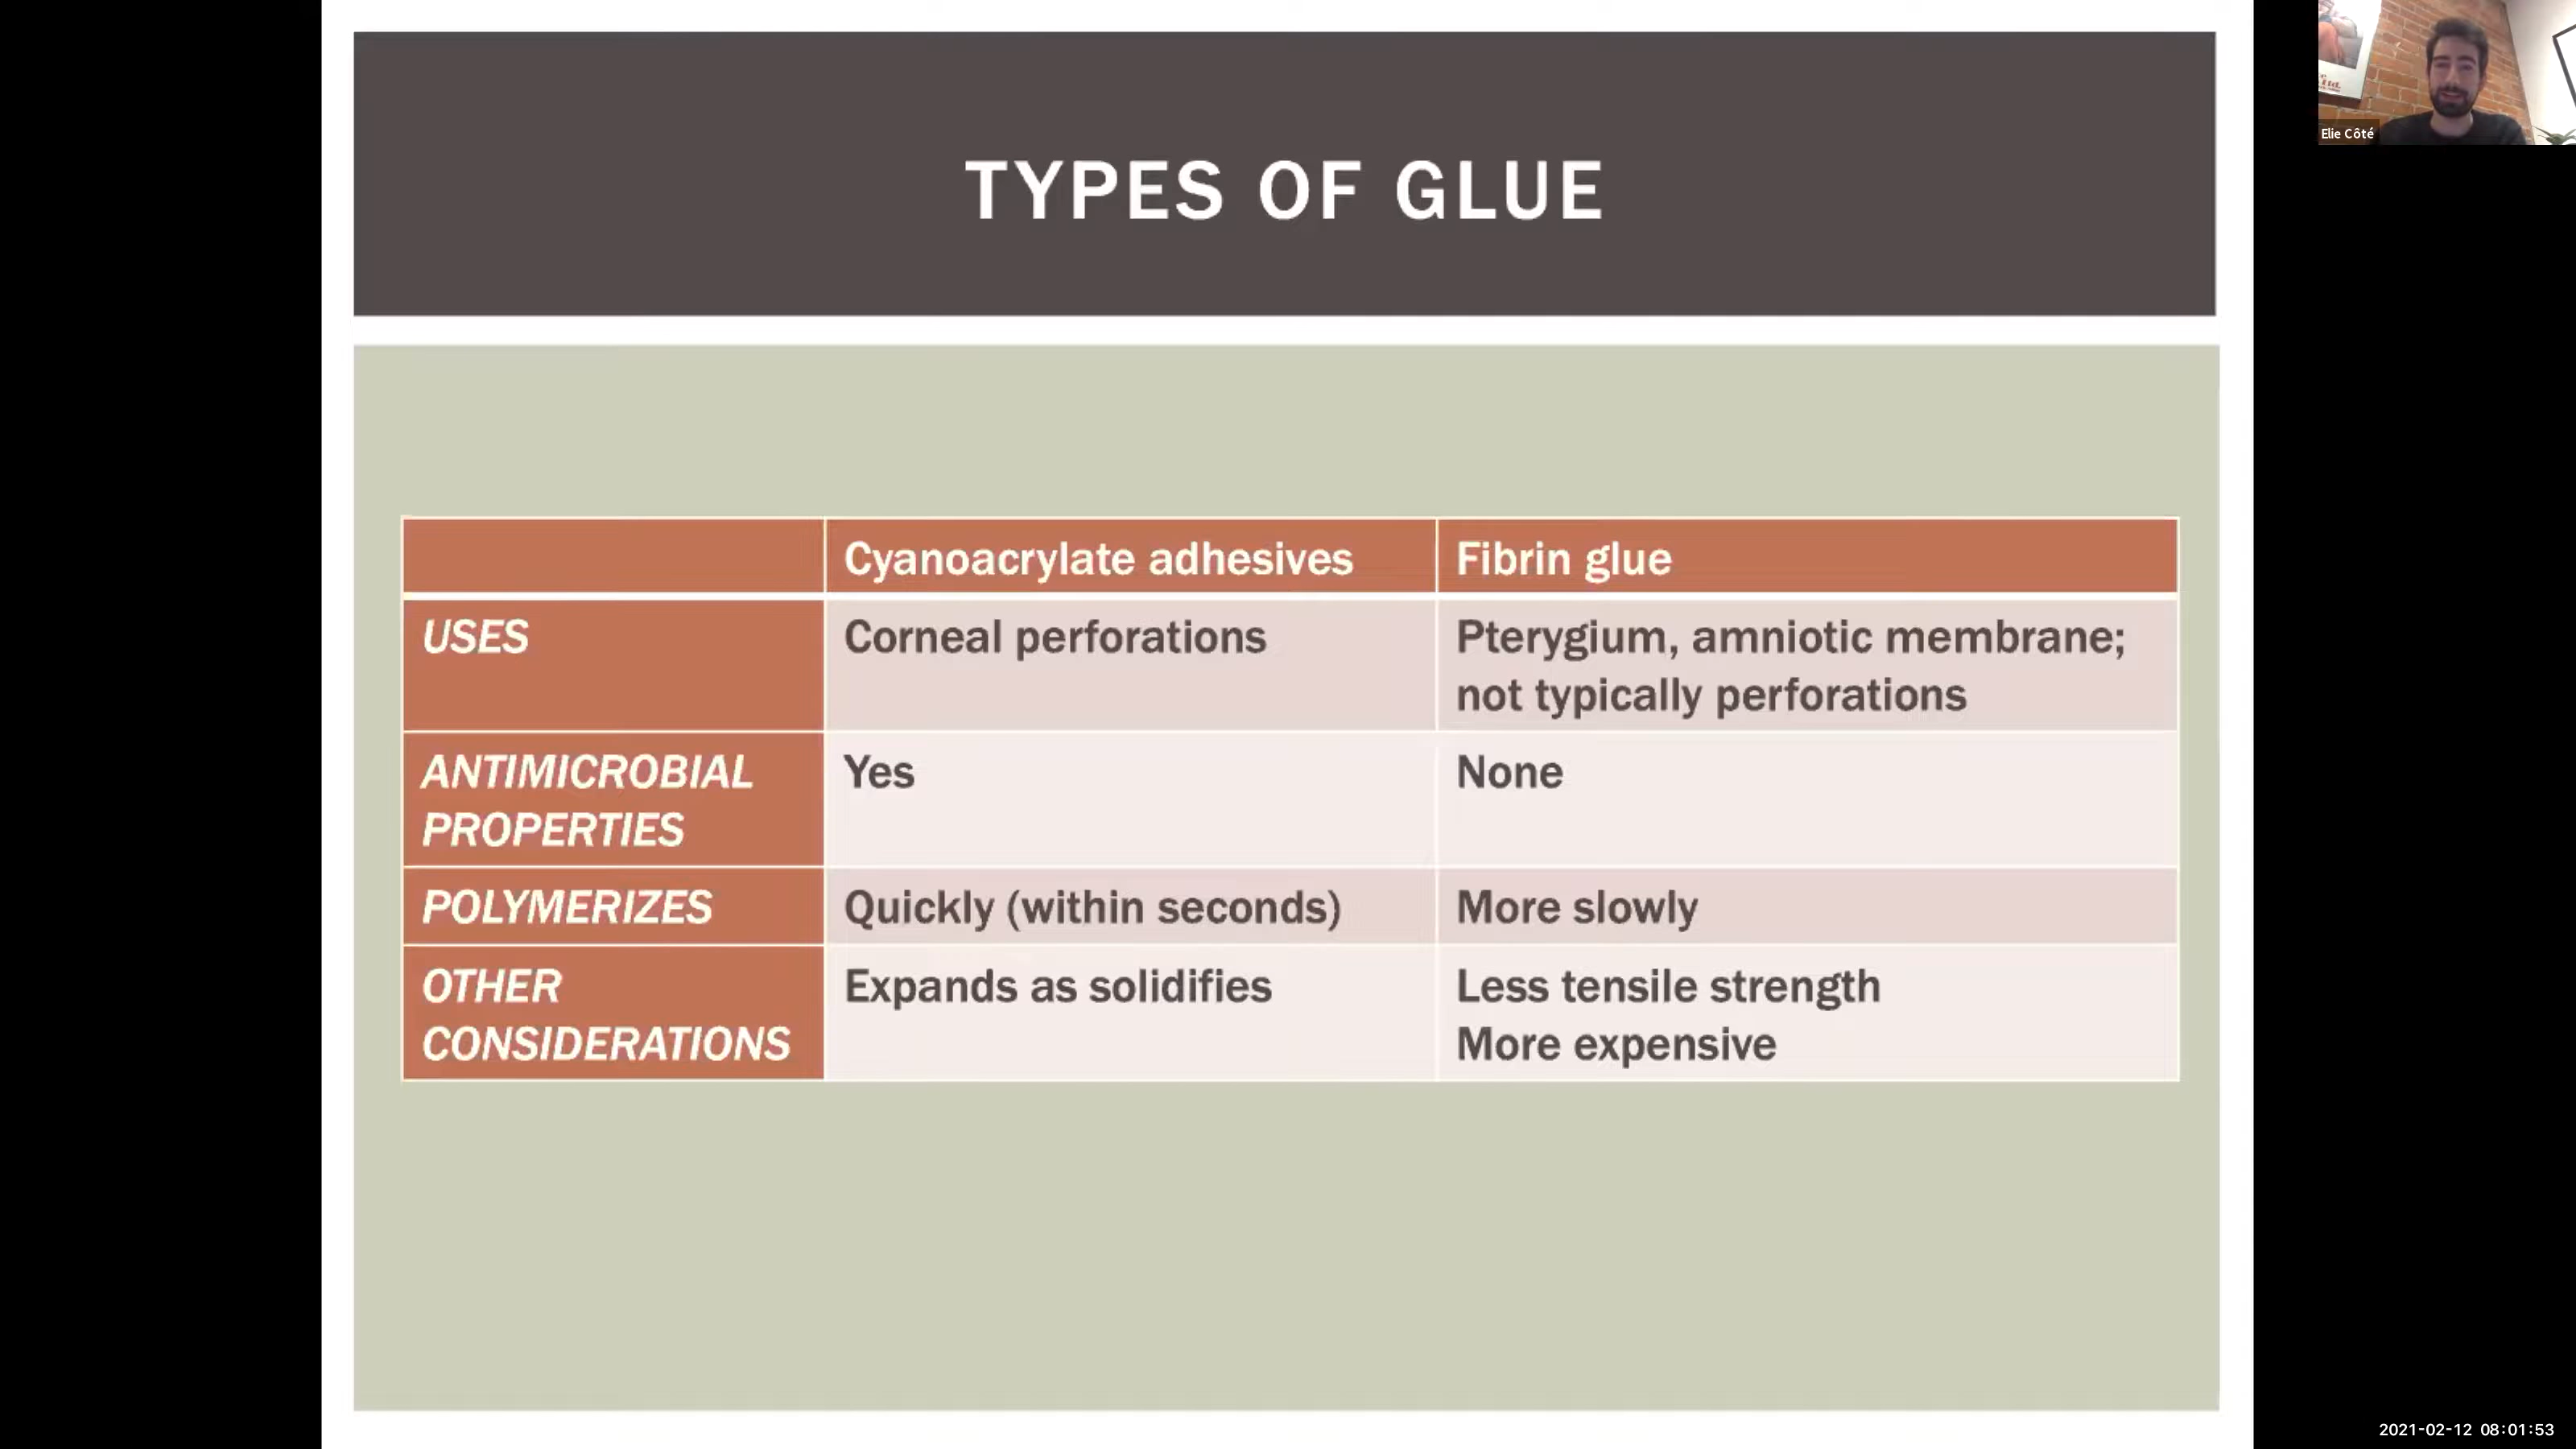 TYPES OF GLUE
Elie Côté
Cyanoacrylate adhesives
Fibrin glue
USES
Corneal perforations
Pterygium, amniotic membrane;
not typically perforations
ANTIMICROBIAL
PROPERTIES
Yes
None
POLYMERIZES
Quickly (within seconds)
More slowly
OTHER
CONSIDERATIONS
Expands as solidifies
Less tensile strength
More expensive
2021-02-12 08:01:53